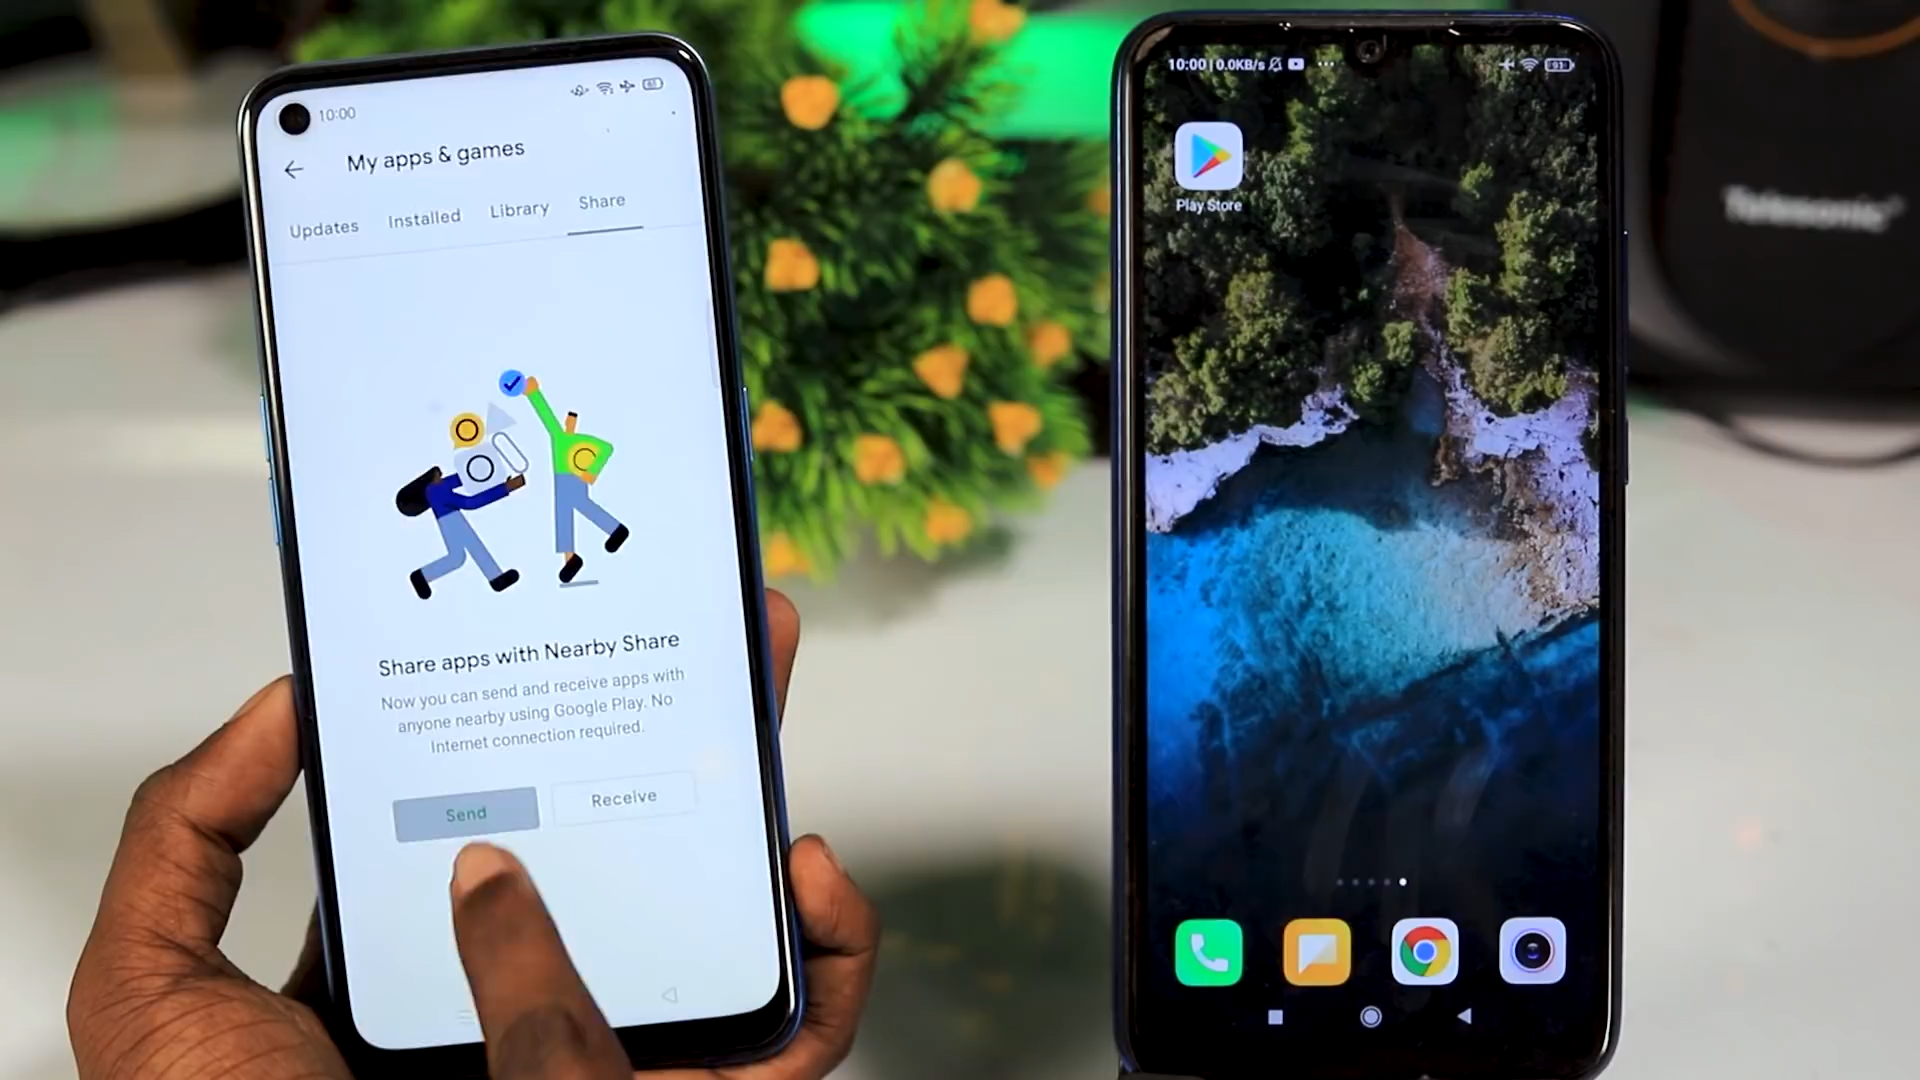 10:00
My apps & games
Updates Installed Library Share
Share apps with Nearby Share
Now you can send and receive apps with
anyone nearby using Google Play. No
Internet connection required.
Send Receive
10:00 | 0.0KB/s
91
Play Store
Telesonic